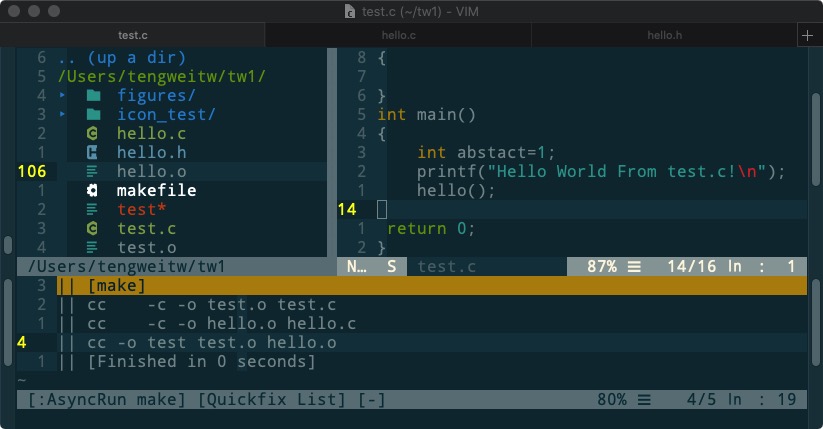 test.c (~/tw1) - VIM
test.c hello.c hello.h +
6 .. (up a dir)
5 /Users/tengweitw/tw1/
4 ▸ figures/
3 ▸ icon_test/
2 hello.c
1 hello.h
106 hello.o
1 makefile
2 test*
3 test.c
4 test.o
/Users/tengweitw/tw1
8 {
7
6 }
5 int main()
4 {
3 int abstact=1;
2 printf("Hello World From test.c!\n");
1 hello();
14
1 return 0;
2 }
N… S test.c 87% ☰ 14/16 ln : 1
3 || [make]
2 || cc -c -o test.o test.c
1 || cc -c -o hello.o hello.c
4 || cc -o test test.o hello.o
1 || [Finished in 0 seconds]
~
[:AsyncRun make] [Quickfix List] [-] 80% ☰ 4/5 ln : 19